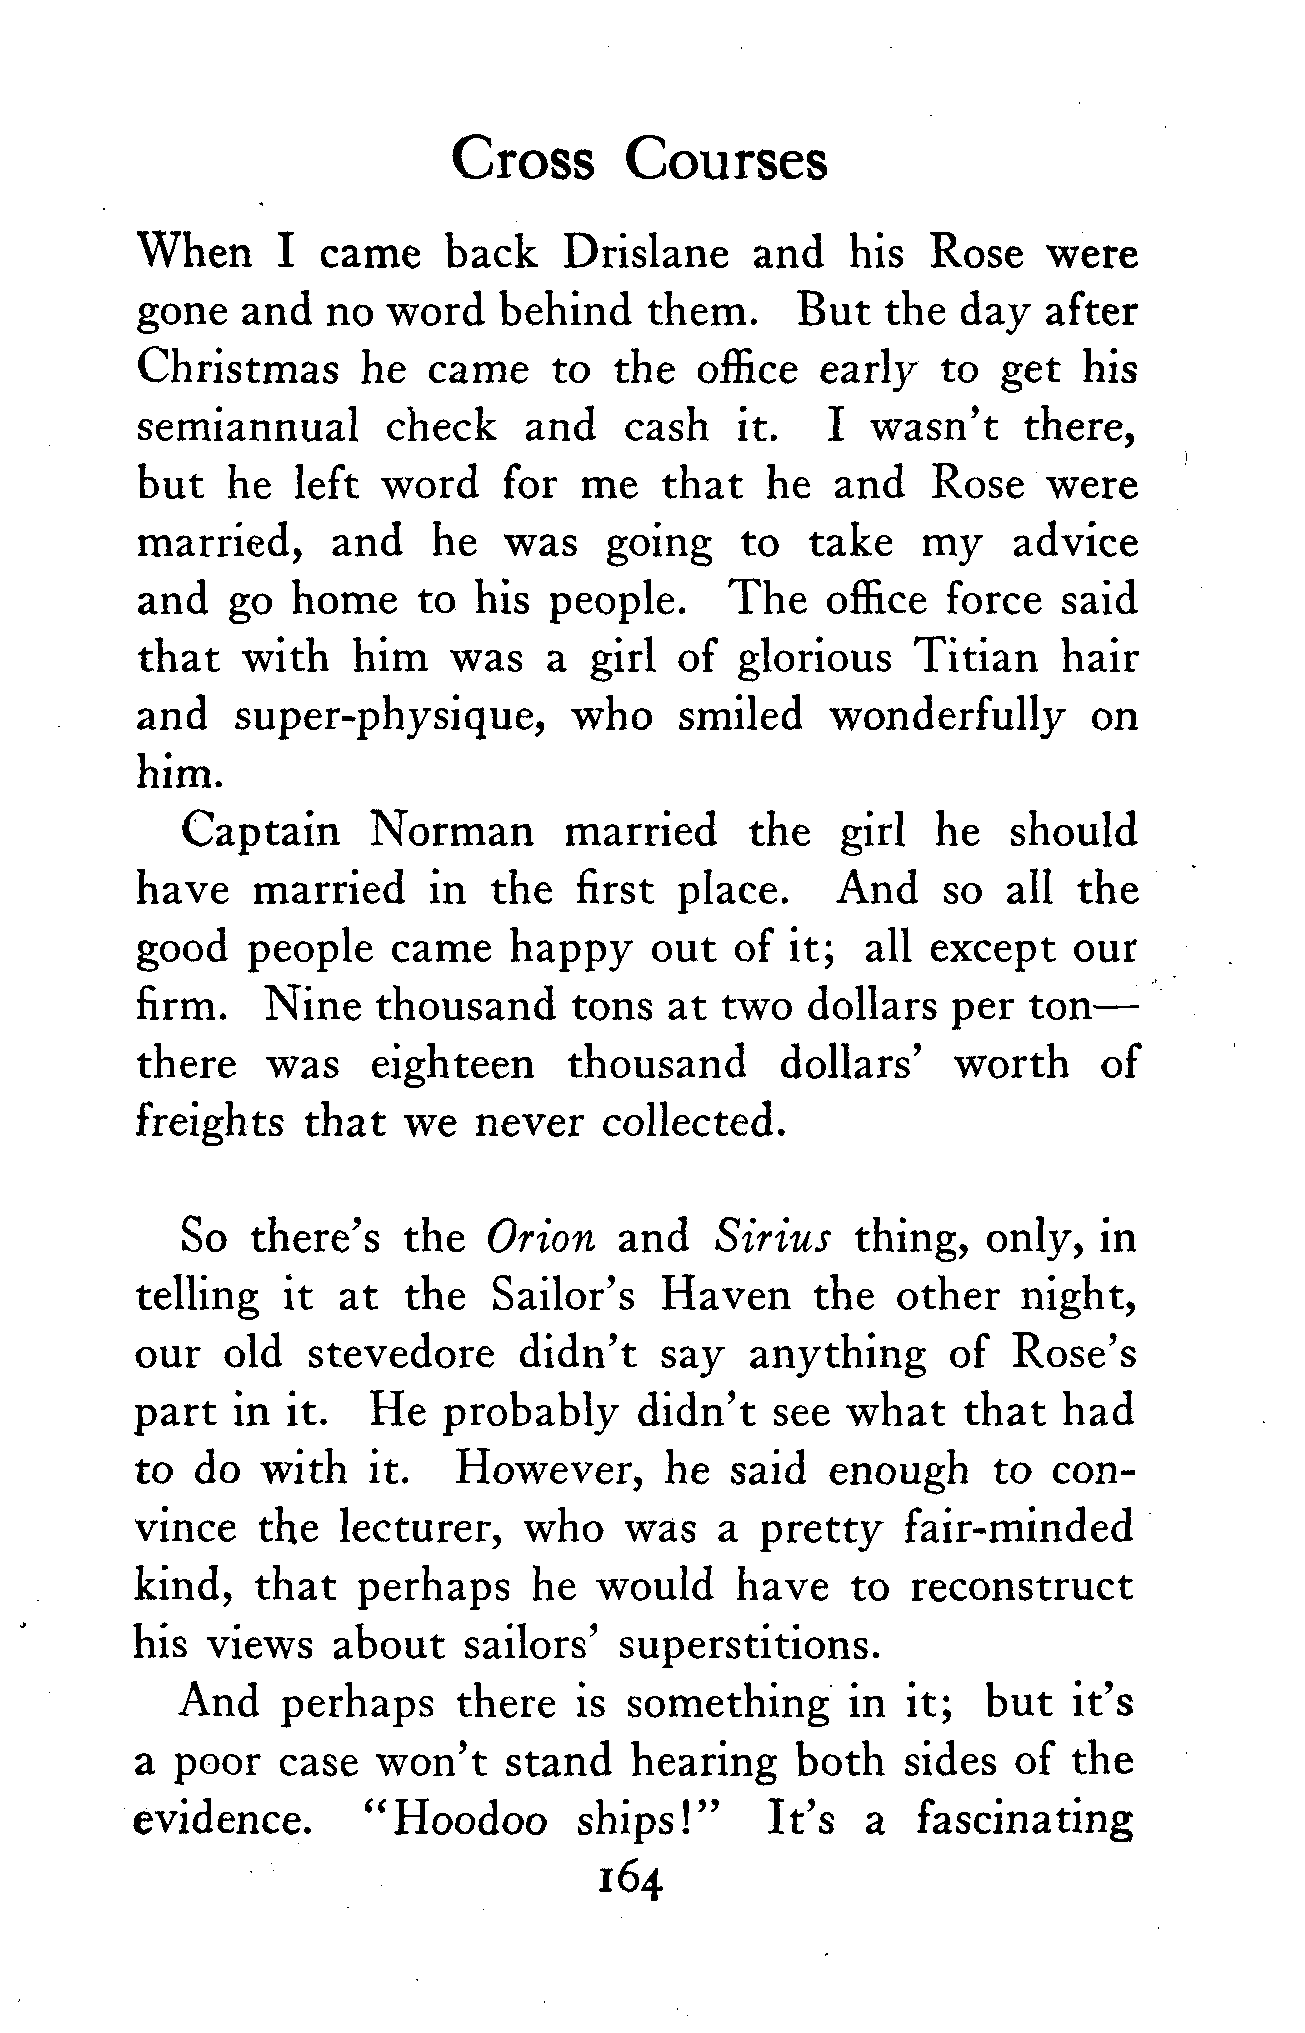 Cross Courses
When I came back Drislane and his Rose were
gone and no word behind them. But the day after
Christmas he came to the office early to get his
semiannual check and cash it. I wasn't there,
but he left word for me that he and Rose were
married, and he was going to take my advice
and go home to his people. The office force said
that with him was a girl of glorious Titian hair
and super-physique, who smiled wonderfully on
him.
Captain Norman married the girl he should
have married in the first place. And so all the
good people came happy out of it; all except our
firm. Nine thousand tons at two dollars per ton—
there was eighteen thousand dollars' worth of
freights that we never collected.
So there's the Orion and Sirius thing, only, in
telling it at the Sailor's Haven the other night,
our old stevedore didn't say anything of Rose's
part in it. He probably didn't see what that had
to do with it. However, he said enough to con-
vince the lecturer, who was a pretty fair-minded
kind, that perhaps he would have to reconstruct
his views about sailors' superstitions.
And perhaps there is something in it; but it's
a poor case won't stand hearing both sides of the
evidence. "Hoodoo ships!" It's a fascinating
164